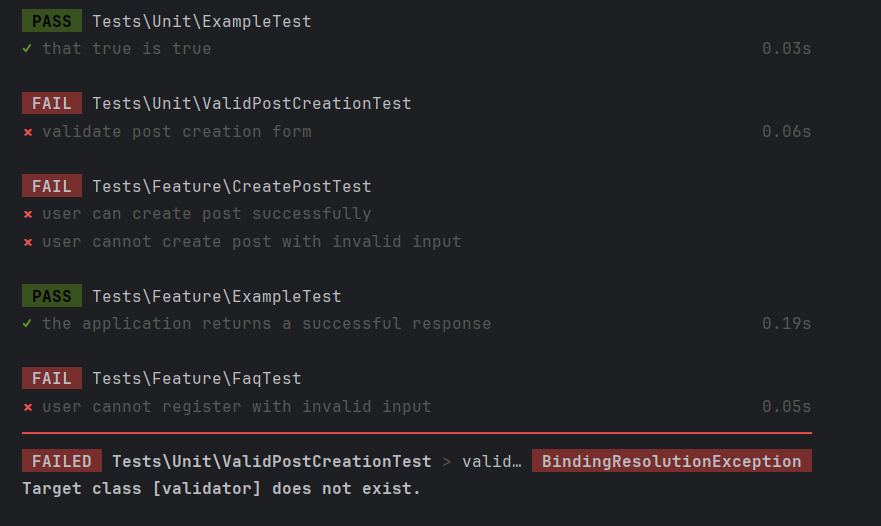 PASS Tests\Unit\ExampleTest
✓ that true is true 0.03s
FAIL Tests\Unit\ValidPostCreationTest
× validate post creation form 0.06s
FAIL Tests\Feature\CreatePostTest
× user can create post successfully
× user cannot create post with invalid input
PASS Tests\Feature\ExampleTest
✓ the application returns a successful response 0.19s
FAIL Tests\Feature\FaqTest
× user cannot register with invalid input 0.05s
FAILED Tests\Unit\ValidPostCreationTest > valid… BindingResolutionException
Target class [validator] does not exist.